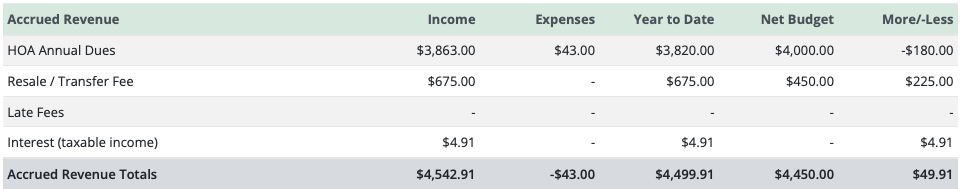 Accrued Revenue Income Expenses Year to Date Net Budget More/-Less
HOA Annual Dues $3,863.00 $43.00 $3,820.00 $4,000.00 -$180.00
Resale / Transfer Fee $675.00 - $675.00 $450.00 $225.00
Late Fees - - - - -
Interest (taxable income) $4.91 - $4.91 - $4.91
Accrued Revenue Totals $4,542.91 -$43.00 $4,499.91 $4,450.00 $49.91